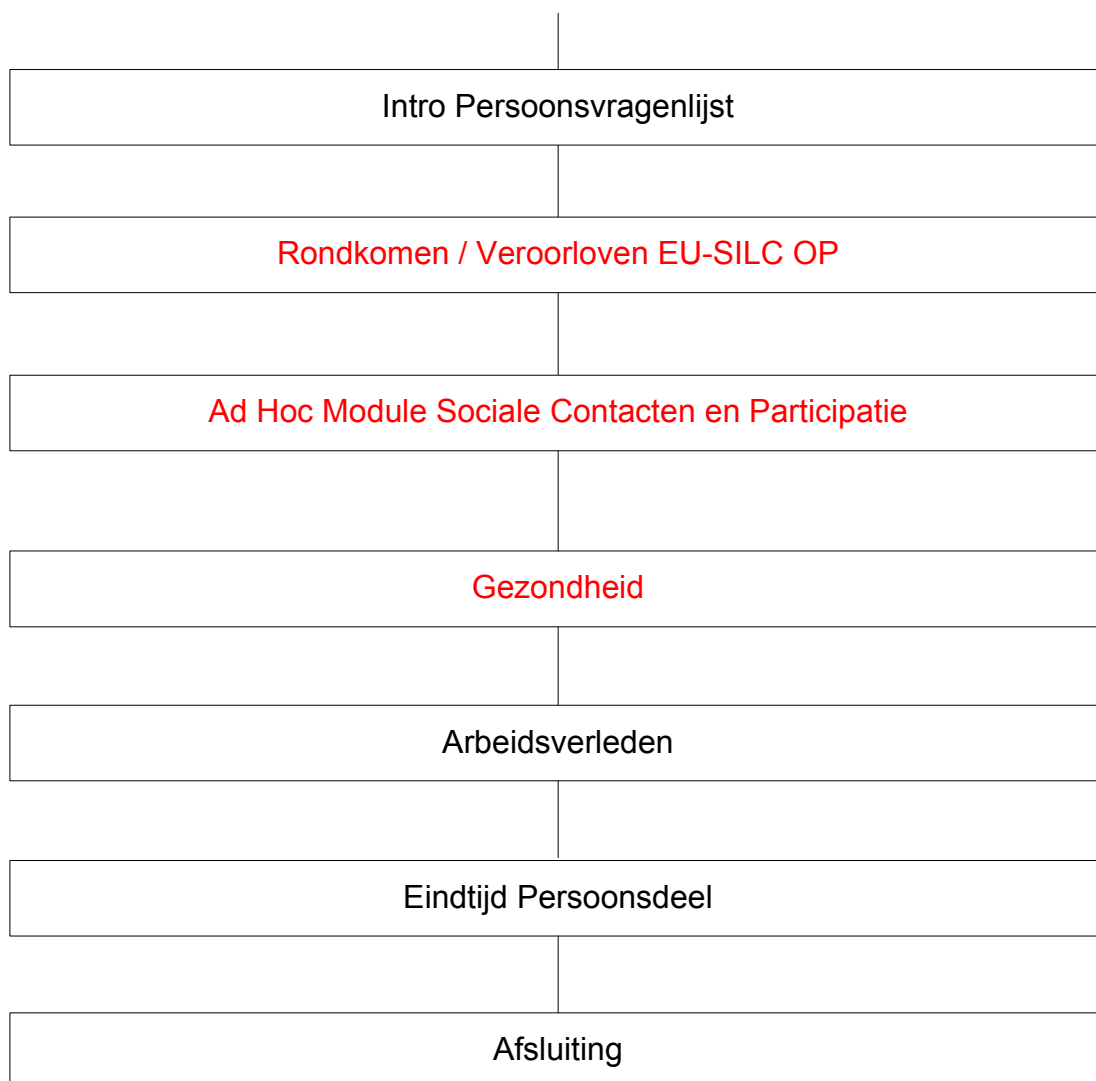 Intro Persoonsvragenlijst
Rondkomen / Veroorloven EU-SILC OP
Ad Hoc Module Sociale Contacten en Participatie
Gezondheid
Arbeidsverleden
Eindtijd Persoonsdeel
Afsluiting